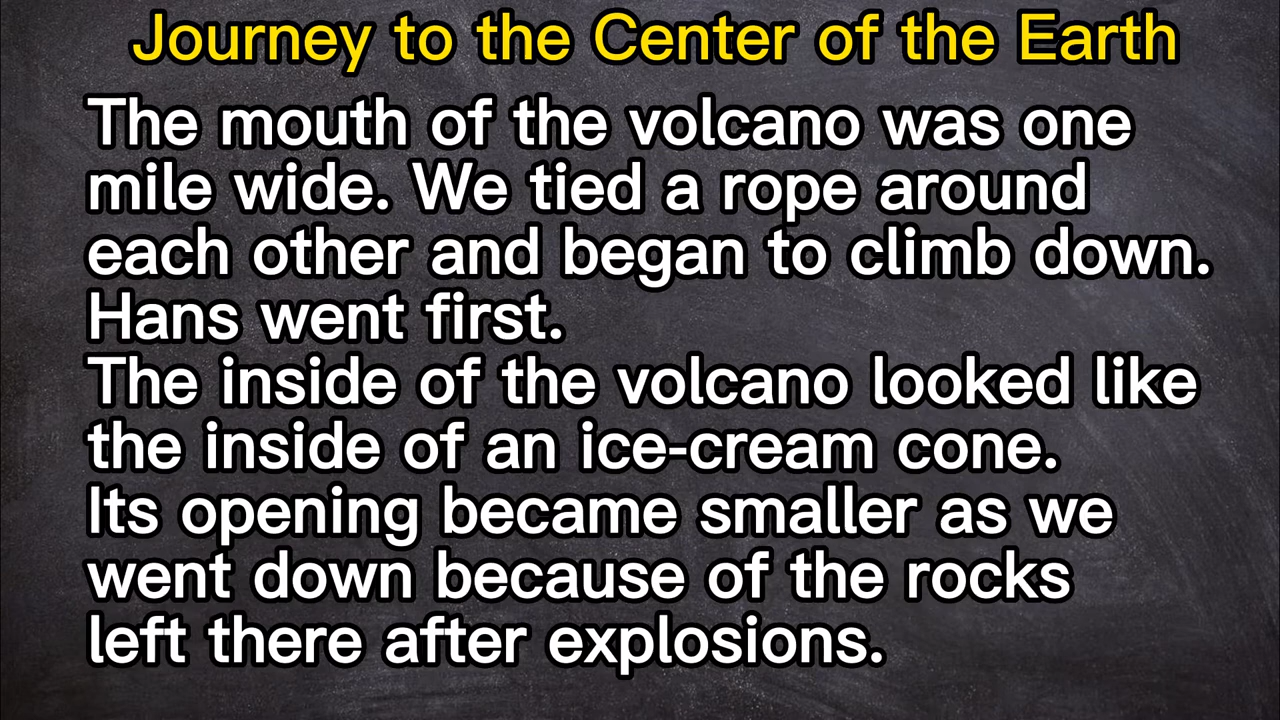 Journey to the Center of the Earth
The mouth of the volcano was one
mile wide. We tied a rope around
each other and began to climb down.
Hans went first.
The inside of the volcano looked like
the inside of an ice-cream cone.
Its opening became smaller as we
went down because of the rocks
left there after explosions.